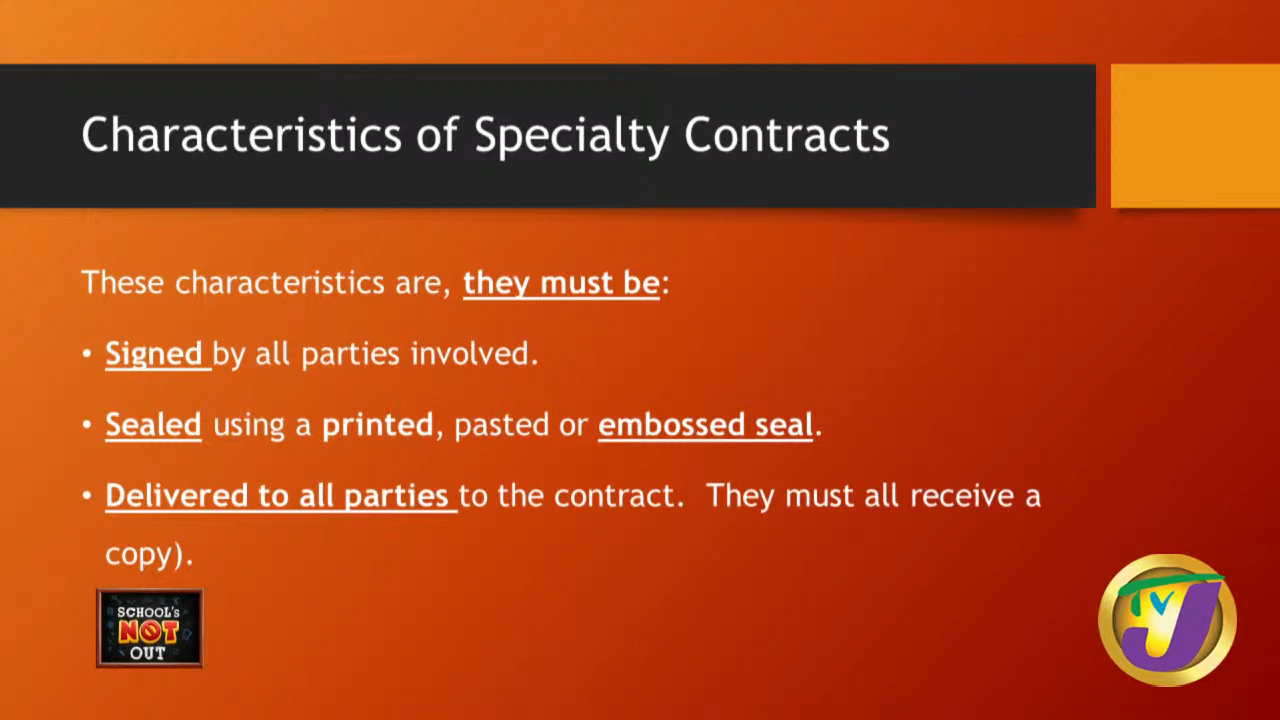 Characteristics of Specialty Contracts
These characteristics are, they must be:
• Signed by all parties involved.
• Sealed using a printed, pasted or embossed seal.
• Delivered to all parties to the contract.  They must all receive a
copy).
SCHOOL's
NOT
OUT
TVJ